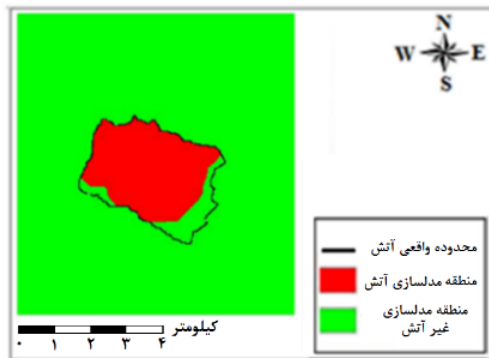 N
W E
S
محدوده واقعی آتش
منطقه مدلسازی آتش
منطقه مدلسازی
غیر آتش
کیلومتر
۰ ۱ ۲ ۳ ۴